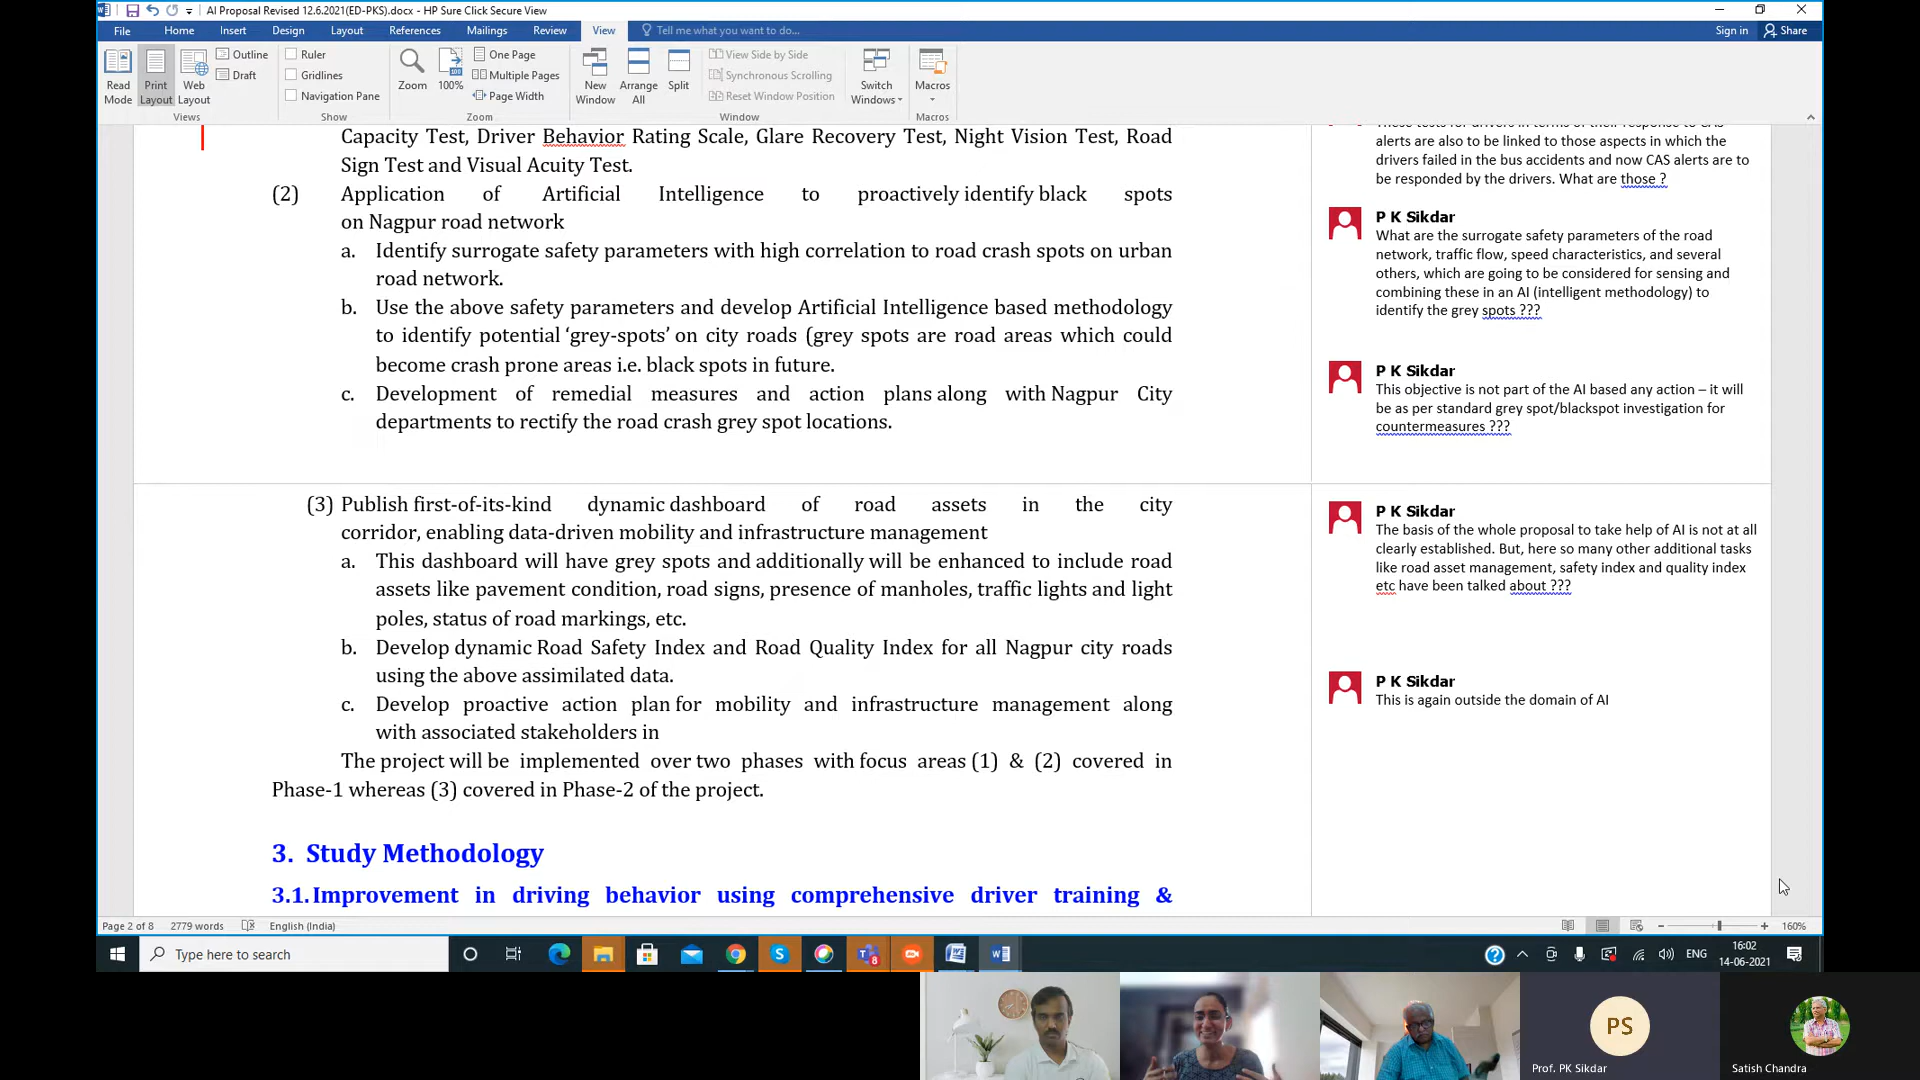 AI Proposal Revised 12.6.2021(ED-PKS).docx - HP Sure Click Secure View
File Home Insert Design Layout References Mailings Review View Tell me what you want to do... Sign in Share
Read Mode
Print Layout
Web Layout
Outline
Draft
Views
Ruler
Gridlines
Navigation Pane
Show
Zoom
100%
One Page
Multiple Pages
Page Width
Zoom
New Window
Arrange All
Split
View Side by Side
Synchronous Scrolling
Reset Window Position
Window
Switch Windows
Macros
Macros
Capacity Test, Driver Behavior Rating Scale, Glare Recovery Test, Night Vision Test, Road
Sign Test and Visual Acuity Test.
(2) Application of Artificial Intelligence to proactively identify black spots
on Nagpur road network
a. Identify surrogate safety parameters with high correlation to road crash spots on urban
road network.
b. Use the above safety parameters and develop Artificial Intelligence based methodology
to identify potential ‘grey-spots’ on city roads (grey spots are road areas which could
become crash prone areas i.e. black spots in future.
c. Development of remedial measures and action plans along with Nagpur City
departments to rectify the road crash grey spot locations.
(3) Publish first-of-its-kind dynamic dashboard of road assets in the city
corridor, enabling data-driven mobility and infrastructure management
a. This dashboard will have grey spots and additionally will be enhanced to include road
assets like pavement condition, road signs, presence of manholes, traffic lights and light
poles, status of road markings, etc.
b. Develop dynamic Road Safety Index and Road Quality Index for all Nagpur city roads
using the above assimilated data.
c. Develop proactive action plan for mobility and infrastructure management along
with associated stakeholders in
The project will be implemented over two phases with focus areas (1) & (2) covered in
Phase-1 whereas (3) covered in Phase-2 of the project.
3. Study Methodology
3.1. Improvement in driving behavior using comprehensive driver training &
These tests for drivers in terms of their response to CAS
alerts are also to be linked to those aspects in which the
drivers failed in the bus accidents and now CAS alerts are to
be responded by the drivers. What are those ?
P K Sikdar
What are the surrogate safety parameters of the road
network, traffic flow, speed characteristics, and several
others, which are going to be considered for sensing and
combining these in an AI (intelligent methodology) to
identify the grey spots ???
P K Sikdar
This objective is not part of the AI based any action – it will
be as per standard grey spot/blackspot investigation for
countermeasures ???
P K Sikdar
The basis of the whole proposal to take help of AI is not at all
clearly established. But, here so many other additional tasks
like road asset management, safety index and quality index
etc have been talked about ???
P K Sikdar
This is again outside the domain of AI
Page 2 of 8 2779 words English (India) 160%
Type here to search
8
ENG
16:02
14-06-2021
PS
Prof. PK Sikdar
Satish Chandra